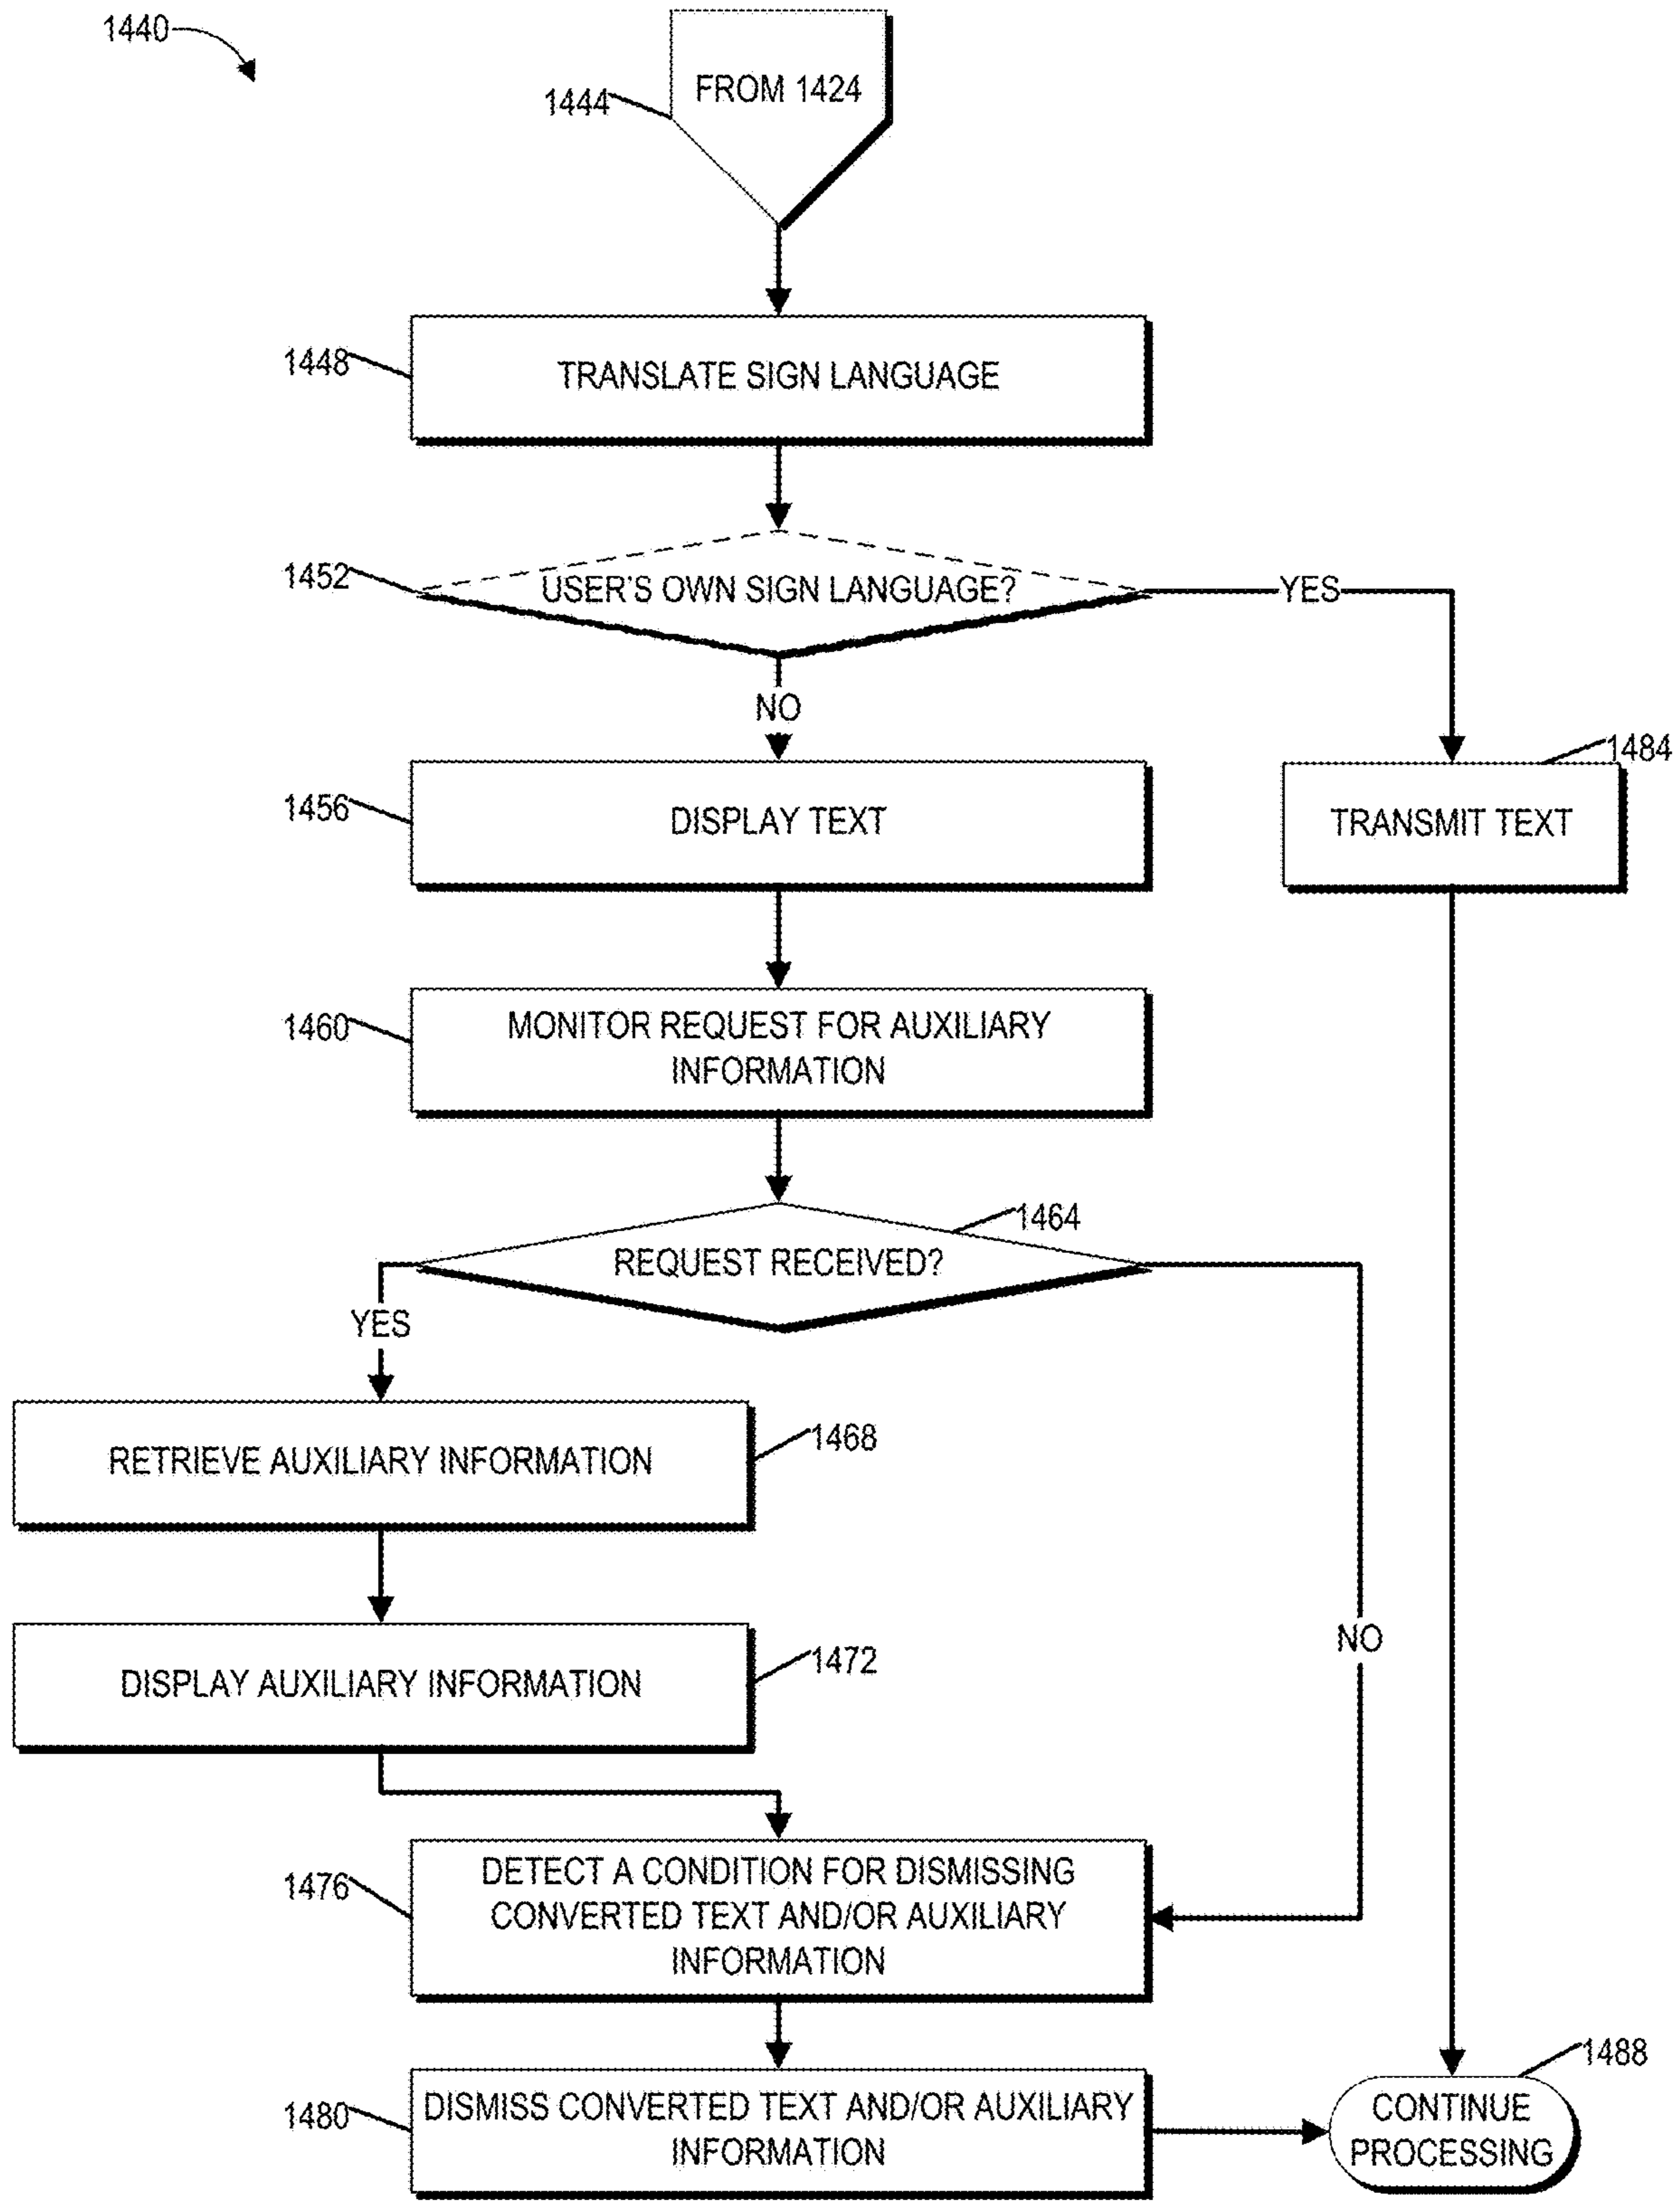 1440
FROM 1424
1444
1448
TRANSLATE SIGN LANGUAGE
1452
USER'S OWN SIGN LANGUAGE?
YES
NO
1484
1456
DISPLAY TEXT
TRANSMIT TEXT
1460
MONITOR REQUEST FOR AUXILIARY
INFORMATION
1464
REQUEST RECEIVED?
YES
1468
RETRIEVE AUXILIARY INFORMATION
NO
1472
DISPLAY AUXILIARY INFORMATION
1476
DETECT A CONDITION FOR DISMISSING
CONVERTED TEXT AND/OR AUXILIARY
INFORMATION
1488
1480
DISMISS CONVERTED TEXT AND/OR AUXILIARY
INFORMATION
CONTINUE
PROCESSING